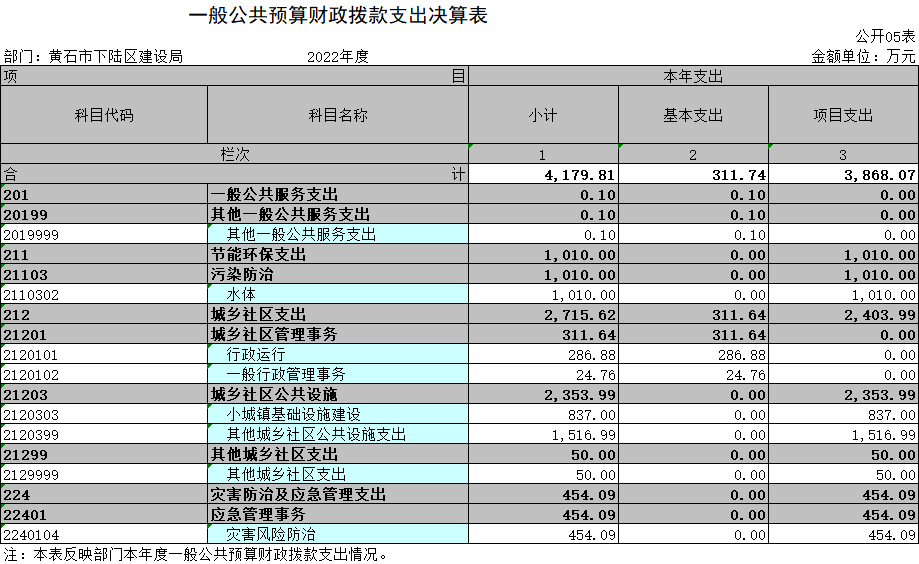 一般公共预算财政拨款支出决算表
公开05表
部门：黄石市下陆区建设局 2022年度 金额单位：万元
项 目 本年支出
科目代码 科目名称 小计 基本支出 项目支出
栏次 1 2 3
合 计 4,179.81 311.74 3,868.07
201 一般公共服务支出 0.10 0.10 0.00
20199 其他一般公共服务支出 0.10 0.10 0.00
2019999 其他一般公共服务支出 0.10 0.10 0.00
211 节能环保支出 1,010.00 0.00 1,010.00
21103 污染防治 1,010.00 0.00 1,010.00
2110302 水体 1,010.00 0.00 1,010.00
212 城乡社区支出 2,715.62 311.64 2,403.99
21201 城乡社区管理事务 311.64 311.64 0.00
2120101 行政运行 286.88 286.88 0.00
2120102 一般行政管理事务 24.76 24.76 0.00
21203 城乡社区公共设施 2,353.99 0.00 2,353.99
2120303 小城镇基础设施建设 837.00 0.00 837.00
2120399 其他城乡社区公共设施支出 1,516.99 0.00 1,516.99
21299 其他城乡社区支出 50.00 0.00 50.00
2129999 其他城乡社区支出 50.00 0.00 50.00
224 灾害防治及应急管理支出 454.09 0.00 454.09
22401 应急管理事务 454.09 0.00 454.09
2240104 灾害风险防治 454.09 0.00 454.09
注：本表反映部门本年度一般公共预算财政拨款支出情况。